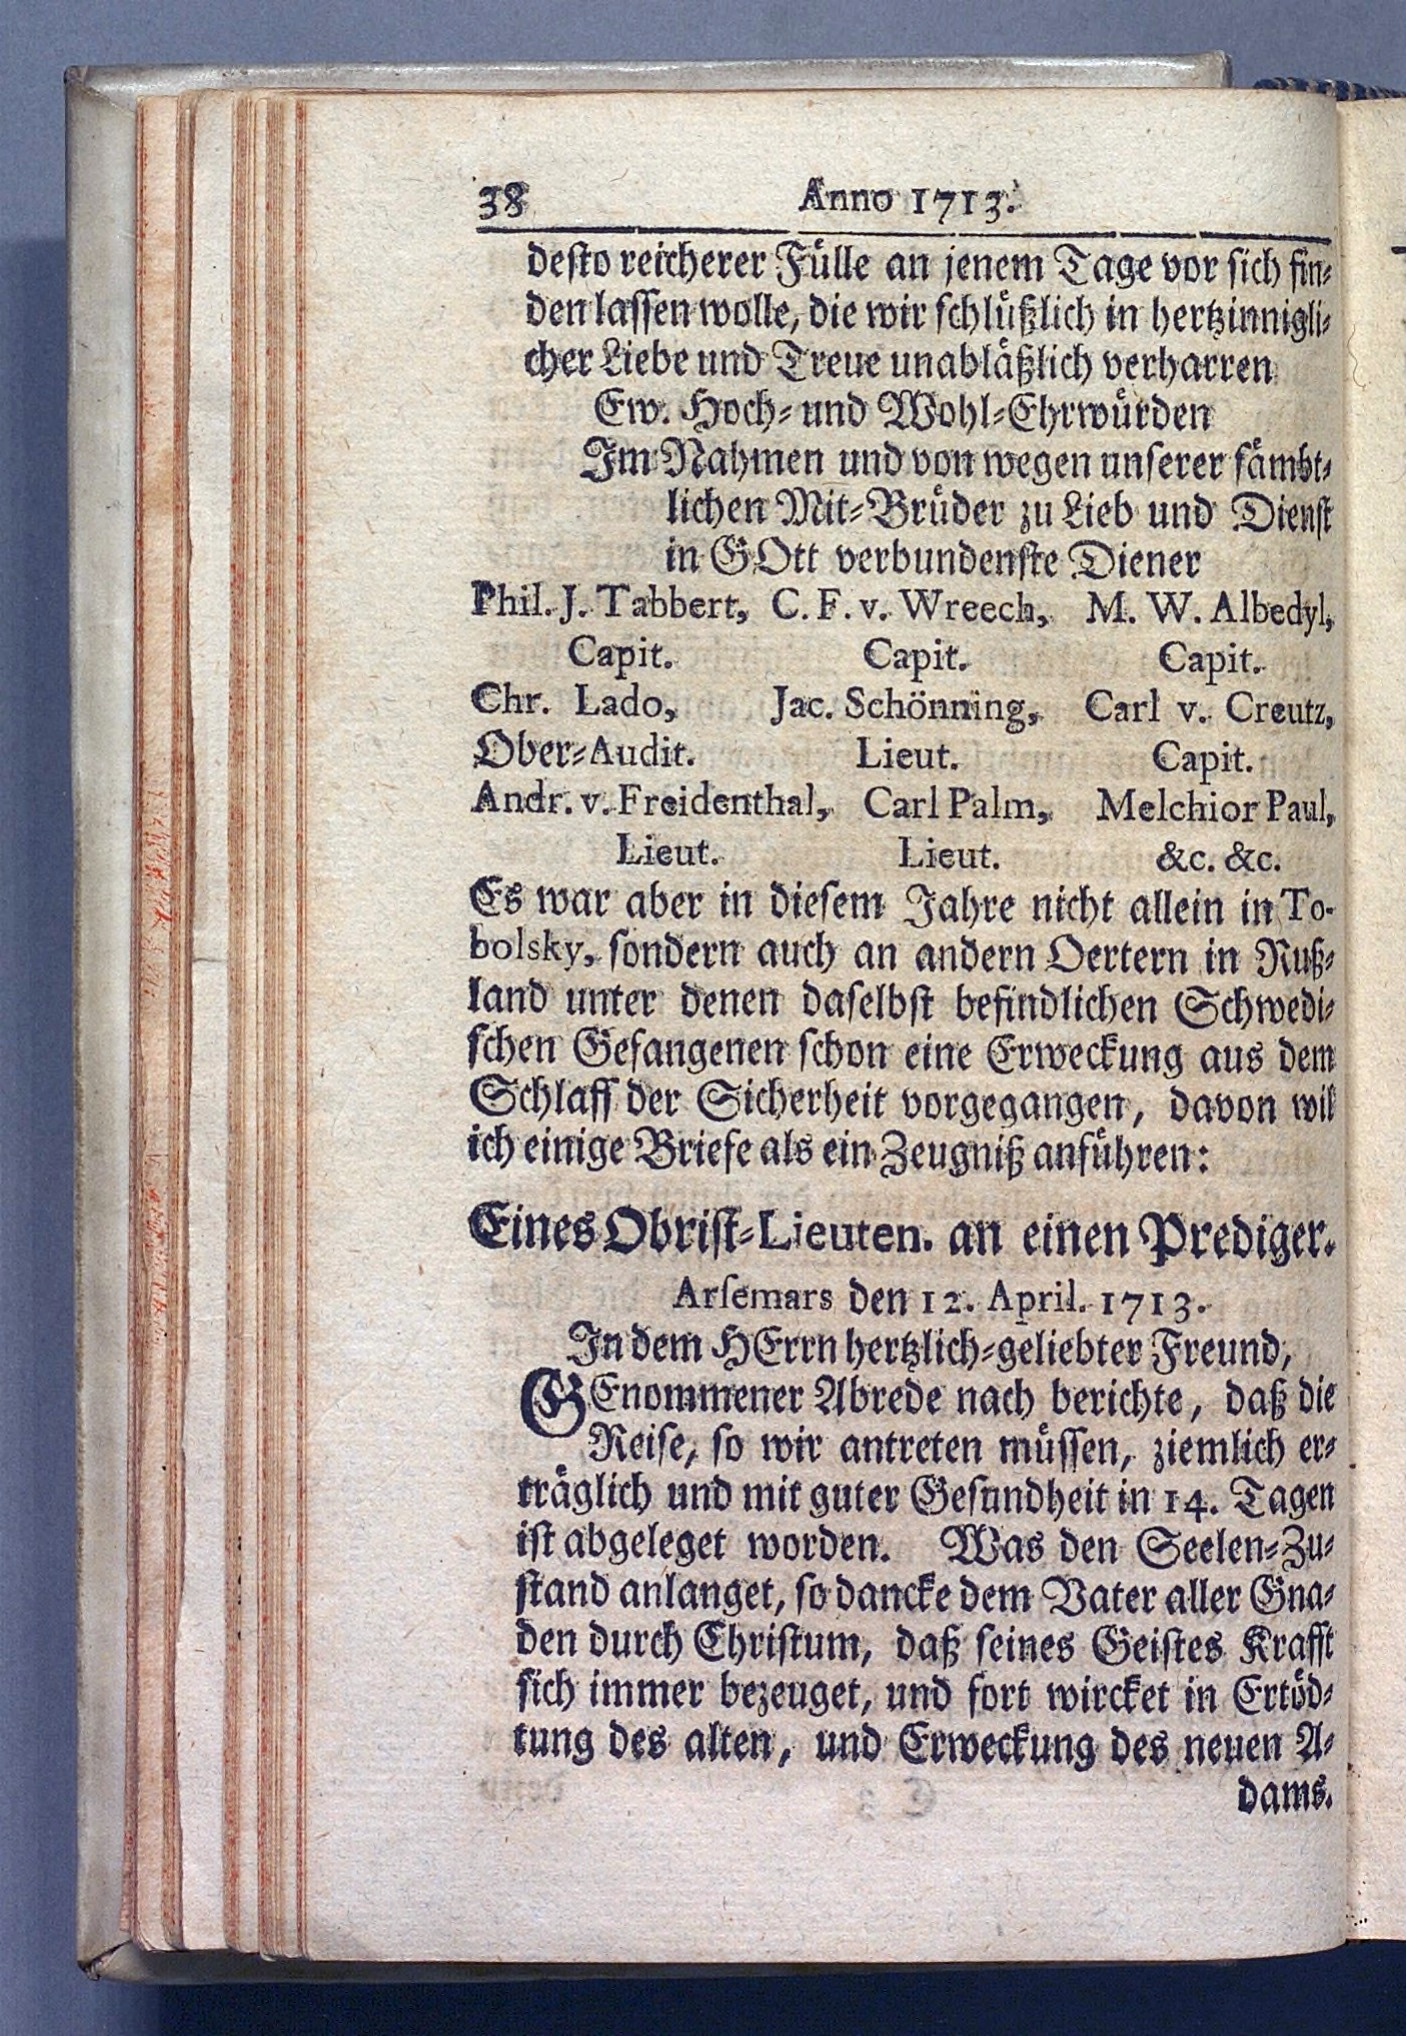 38 Anno 1713.
desto reicherer Fülle an jenem Tage vor sich fin-
den lassen wolle, die wir schlüßlich in hertzinnigli-
cher Liebe und Treue unabläßlich verharren
Ew. Hoch- und Wohl-Ehrwürden
Im Nahmen und von wegen unserer sämbt-
lichen Mit-Brüder zu Lieb und Dienst
in GOtt verbundenste Diener
Phil. J. Tabbert, C. F. v. Wreech, M. W. Albedyl,
Capit. Capit. Capit.
Chr. Lado, Jac. Schönning, Carl v. Creutz,
Ober-Audit. Lieut. Capit.
Andr. v. Freidenthal, Carl Palm, Melchior Paul,
Lieut. Lieut. &c. &c.
Es war aber in diesem Jahre nicht allein in To-
bolsky, sondern auch an andern Oertern in Ruß-
land unter denen daselbst befindlichen Schwedi-
schen Gefangenen schon eine Erweckung aus dem
Schlaff der Sicherheit vorgegangen, davon wil
ich einige Briefe als ein Zeugniß anführen:
Eines Obrist-Lieuten. an einen Prediger.
Arsemars den 12. April. 1713.
In dem HErrn hertzlich-geliebter Freund,
GEnommener Abrede nach berichte, daß die
Reise, so wir antreten müssen, ziemlich er-
träglich und mit guter Gesundheit in 14. Tagen
ist abgeleget worden. Was den Seelen-Zu-
stand anlanget, so dancke dem Vater aller Gna-
den durch Christum, daß seines Geistes Krafft
sich immer bezeuget, und fort wircket in Ertöd-
tung des alten, und Erweckung des neuen A-
dams.